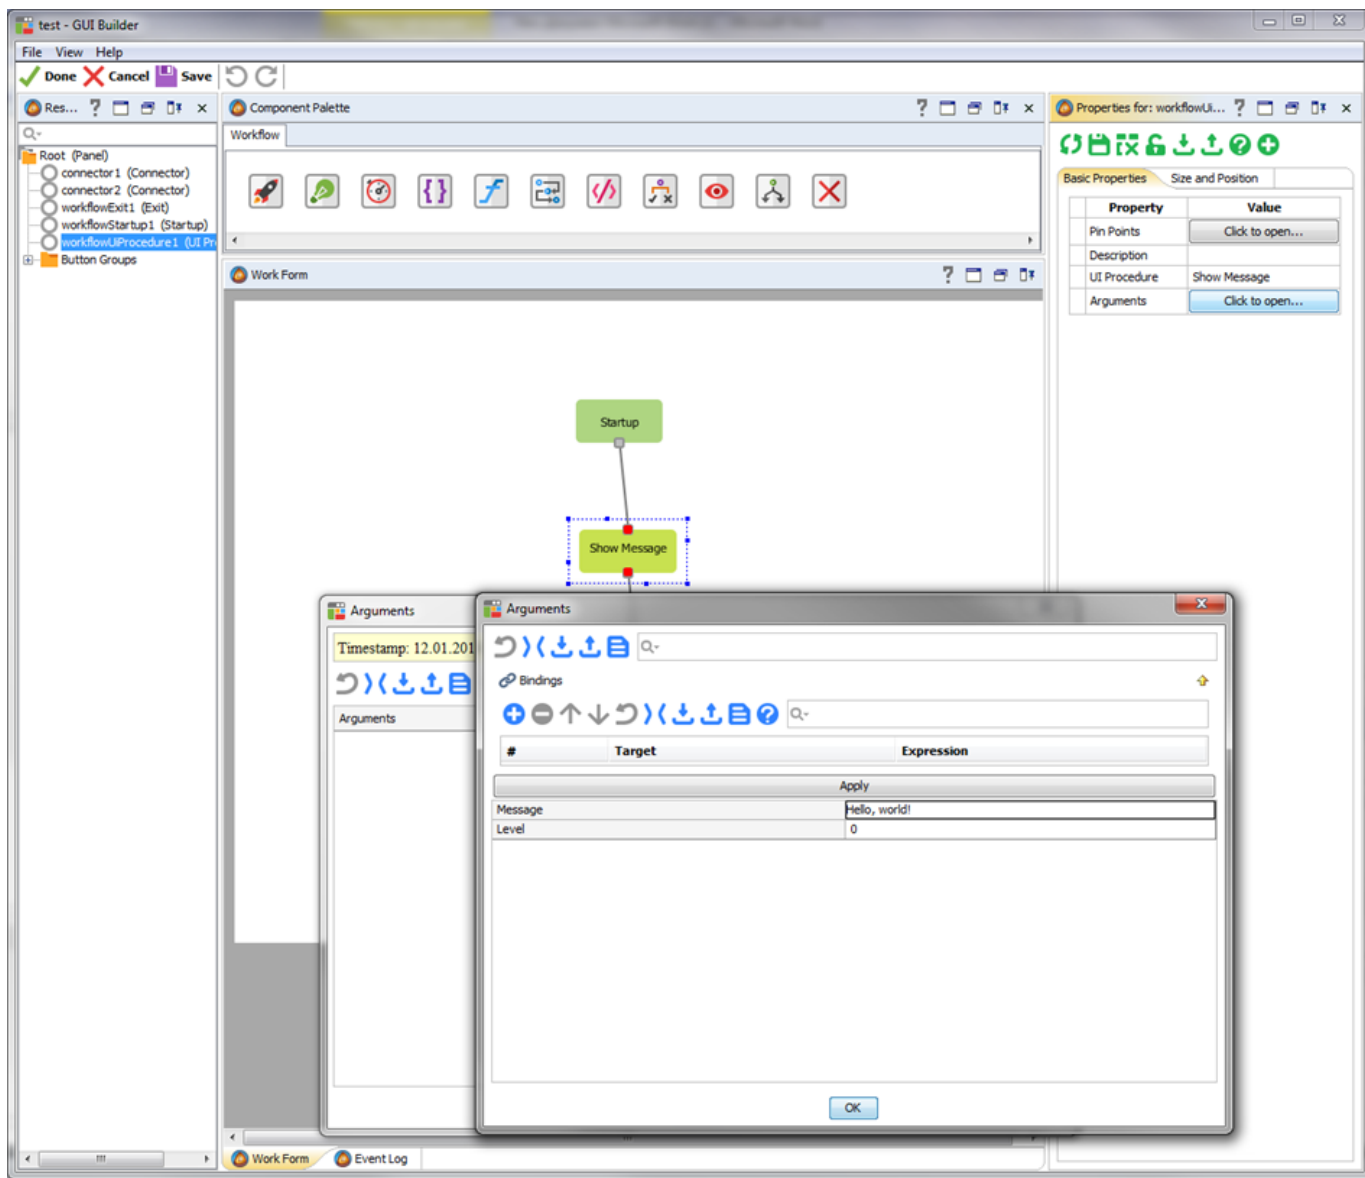 test - GUI Builder
File View Help
Done Cancel Save
Res...
Root (Panel)
connector1 (Connector)
connector2 (Connector)
workflowExit1 (Exit)
workflowStartup1 (Startup)
workflowUiProcedure1 (UI Pr
Button Groups
Component Palette
Workflow
Work Form
Startup
Show Message
Properties for: workflowUi...
Basic Properties Size and Position
Property Value
Pin Points Click to open...
Description
UI Procedure Show Message
Arguments Click to open...
Arguments
Timestamp: 12.01.201
Arguments
Arguments
Bindings
# Target Expression
Apply
Message Hello, world!
Level 0
OK
Work Form Event Log